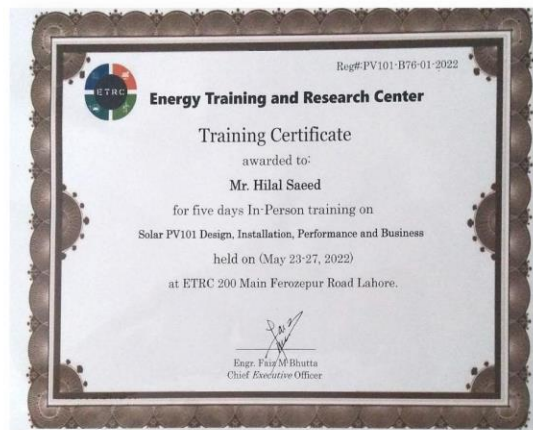 Reg#:PV101-B76-01-2022
ETRC
Energy Training and Research Center
Training Certificate
awarded to:
Mr. Hilal Saeed
for five days In-Person training on
Solar PV101 Design, Installation, Performance and Business
held on (May 23-27, 2022)
at ETRC 200 Main Ferozepur Road Lahore.
Engr. Faiz M Bhutta
Chief Executive Officer